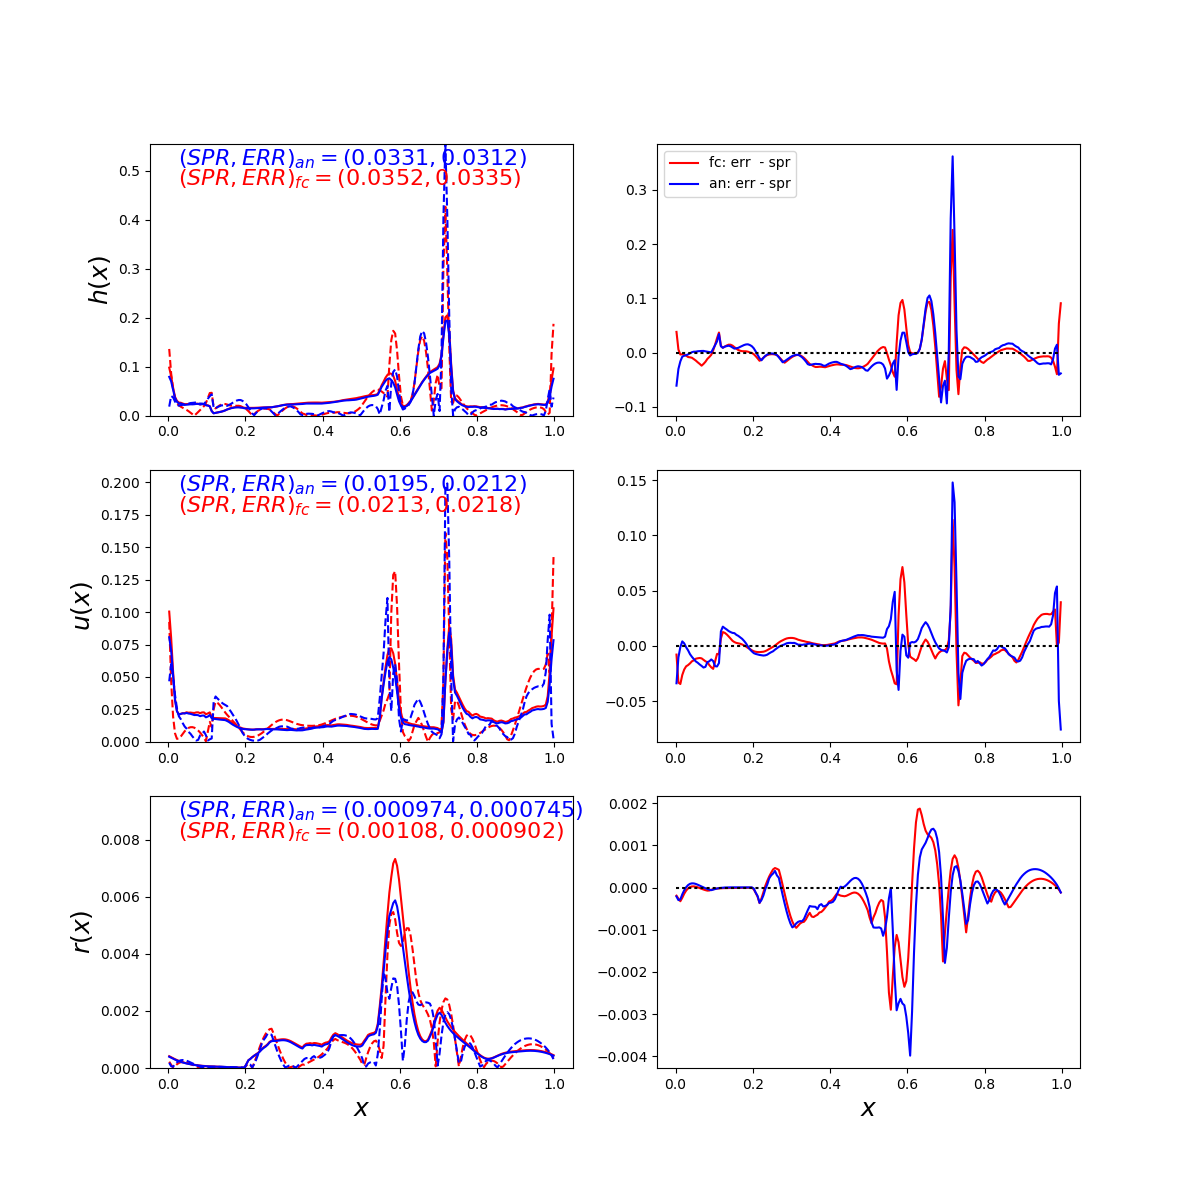 (SPR, ERR)an = (0.0331, 0.0312)
(SPR, ERR)fc = (0.0352, 0.0335)
h(x)
0.5
0.4
0.3
0.2
0.1
0.0
0.0 0.2 0.4 0.6 0.8 1.0
fc: err - spr
an: err - spr
0.3
0.2
0.1
0.0
−0.1
0.0 0.2 0.4 0.6 0.8 1.0
(SPR, ERR)an = (0.0195, 0.0212)
(SPR, ERR)fc = (0.0213, 0.0218)
u(x)
0.200
0.175
0.150
0.125
0.100
0.075
0.050
0.025
0.000
0.0 0.2 0.4 0.6 0.8 1.0
0.15
0.10
0.05
0.00
−0.05
0.0 0.2 0.4 0.6 0.8 1.0
(SPR, ERR)an = (0.000974, 0.000745)
(SPR, ERR)fc = (0.00108, 0.000902)
r(x)
0.008
0.006
0.004
0.002
0.000
0.0 0.2 0.4 0.6 0.8 1.0
x
0.002
0.001
0.000
−0.001
−0.002
−0.003
−0.004
0.0 0.2 0.4 0.6 0.8 1.0
x